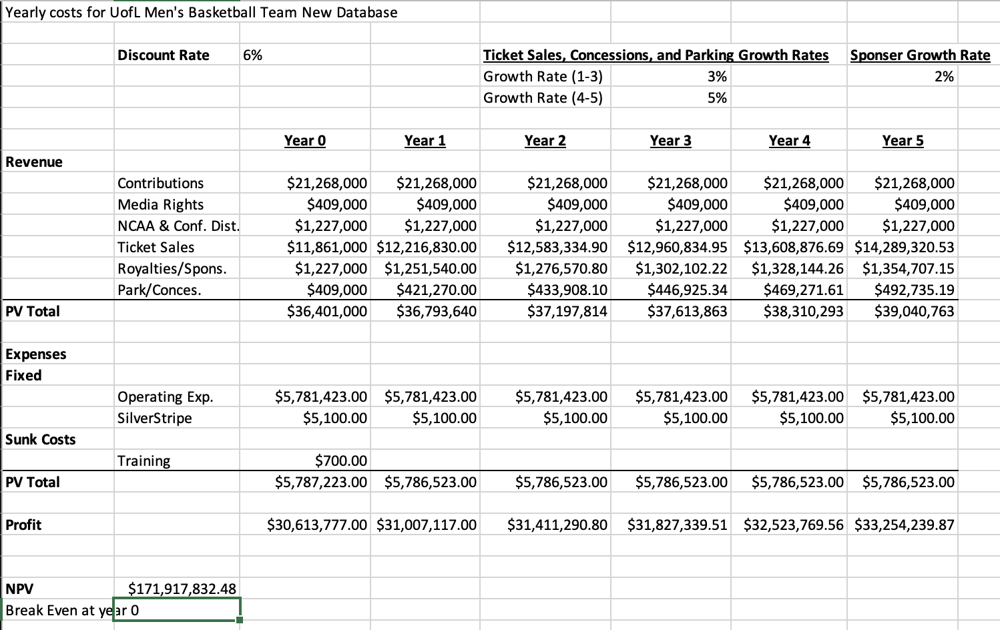 Yearly costs for UofL Men's Basketball Team New Database
Discount Rate 6% Ticket Sales, Concessions, and Parking Growth Rates Sponser Growth Rate
Growth Rate (1-3) 3% 2%
Growth Rate (4-5) 5%
Year 0 Year 1 Year 2 Year 3 Year 4 Year 5
Revenue
Contributions $21,268,000 $21,268,000 $21,268,000 $21,268,000 $21,268,000 $21,268,000
Media Rights $409,000 $409,000 $409,000 $409,000 $409,000 $409,000
NCAA & Conf. Dist. $1,227,000 $1,227,000 $1,227,000 $1,227,000 $1,227,000 $1,227,000
Ticket Sales $11,861,000 $12,216,830.00 $12,583,334.90 $12,960,834.95 $13,608,876.69 $14,289,320.53
Royalties/Spons. $1,227,000 $1,251,540.00 $1,276,570.80 $1,302,102.22 $1,328,144.26 $1,354,707.15
Park/Conces. $409,000 $421,270.00 $433,908.10 $446,925.34 $469,271.61 $492,735.19
PV Total $36,401,000 $36,793,640 $37,197,814 $37,613,863 $38,310,293 $39,040,763
Expenses
Fixed
Operating Exp. $5,781,423.00 $5,781,423.00 $5,781,423.00 $5,781,423.00 $5,781,423.00 $5,781,423.00
SilverStripe $5,100.00 $5,100.00 $5,100.00 $5,100.00 $5,100.00 $5,100.00
Sunk Costs
Training $700.00
PV Total $5,787,223.00 $5,786,523.00 $5,786,523.00 $5,786,523.00 $5,786,523.00 $5,786,523.00
Profit $30,613,777.00 $31,007,117.00 $31,411,290.80 $31,827,339.51 $32,523,769.56 $33,254,239.87
NPV $171,917,832.48
Break Even at year 0